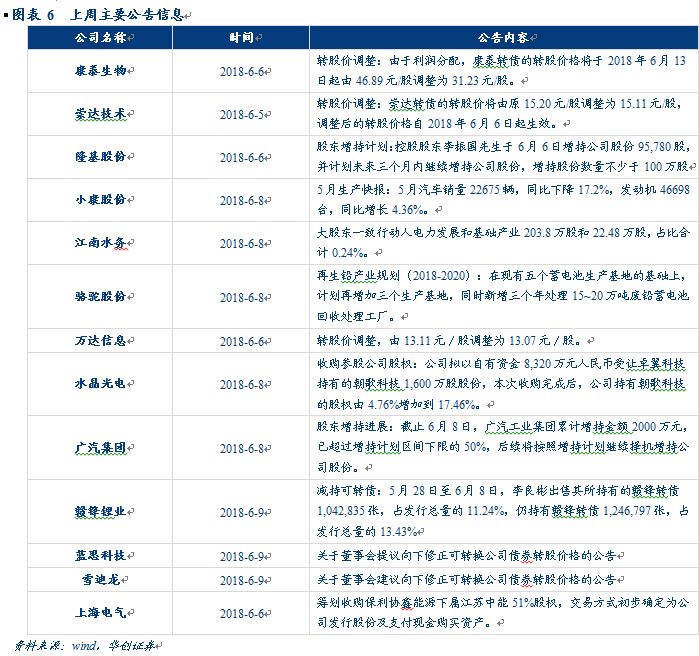 图表 6 上周主要公告信息
公司名称 时间 公告内容
康泰生物 2018-6-6 转股价调整：由于利润分配，康泰转债的转股价格将于 2018 年 6 月 13
日起由 46.89 元/股调整为 31.23 元/股。
崇达技术 2018-6-5 转股价调整：崇达转债的转股价将由原 15.20 元/股调整为 15.11 元/股，
调整后的转股价格自 2018 年 6 月 6 日起生效。
隆基股份 2018-6-6 股东增持计划：控股股东李振国先生于 6 月 6 日增持公司股份 95,780 股，
并计划未来三个月内继续增持公司股份，增持股份数量不少于 100 万股
小康股份 2018-6-8 5 月生产快报：5 月汽车销量 22675 辆，同比下降 17.2%，发动机 46698
台，同比增长 4.36%。
江南水务 2018-6-8 大股东一致行动人电力发展和基础产业 203.8 万股和 22.48 万股，占比合
计 0.24%。
骆驼股份 2018-6-8 再生铅产业规划（2018-2020）：在现有五个蓄电池生产基地的基础上，
计划再增加三个生产基地，同时新增三个年处理 15~20 万吨废铅蓄电池
回收处理工厂。
万达信息 2018-6-6 转股价调整，由 13.11 元／股调整为 13.07 元／股。
水晶光电 2018-6-8 收购参股公司股权：公司拟以自有资金 8,320 万元人民币受让卓翼科技
持有的朝歌科技 1,600 万股股份，本次收购完成后，公司持有朝歌科技
的股权由 4.76%增加到 17.46%。
广汽集团 2018-6-8 股东增持进展：截止 6 月 8 日，广汽工业集团累计增持金额 2000 万元，
已超过增持计划区间下限的 50%，后续将按照增持计划继续择机增持公
司股份。
赣锋锂业 2018-6-9 减持可转债：5 月 28 日至 6 月 8 日，李良彬出售其所持有的赣锋转债
1,042,835 张，占发行总量的 11.24%，仍持有赣锋转债 1,246,797 张，占
发行总量的 13.43%
蓝思科技 2018-6-9 关于董事会提议向下修正可转换公司债券转股价格的公告
雪迪龙 2018-6-9 关于董事会建议向下修正可转换公司债券转股价格的公告
上海电气 2018-6-6 筹划收购保利协鑫能源下属江苏中能 51%股权，交易方式初步确定为公
司发行股份及支付现金购买资产。
资料来源：wind，华创证券